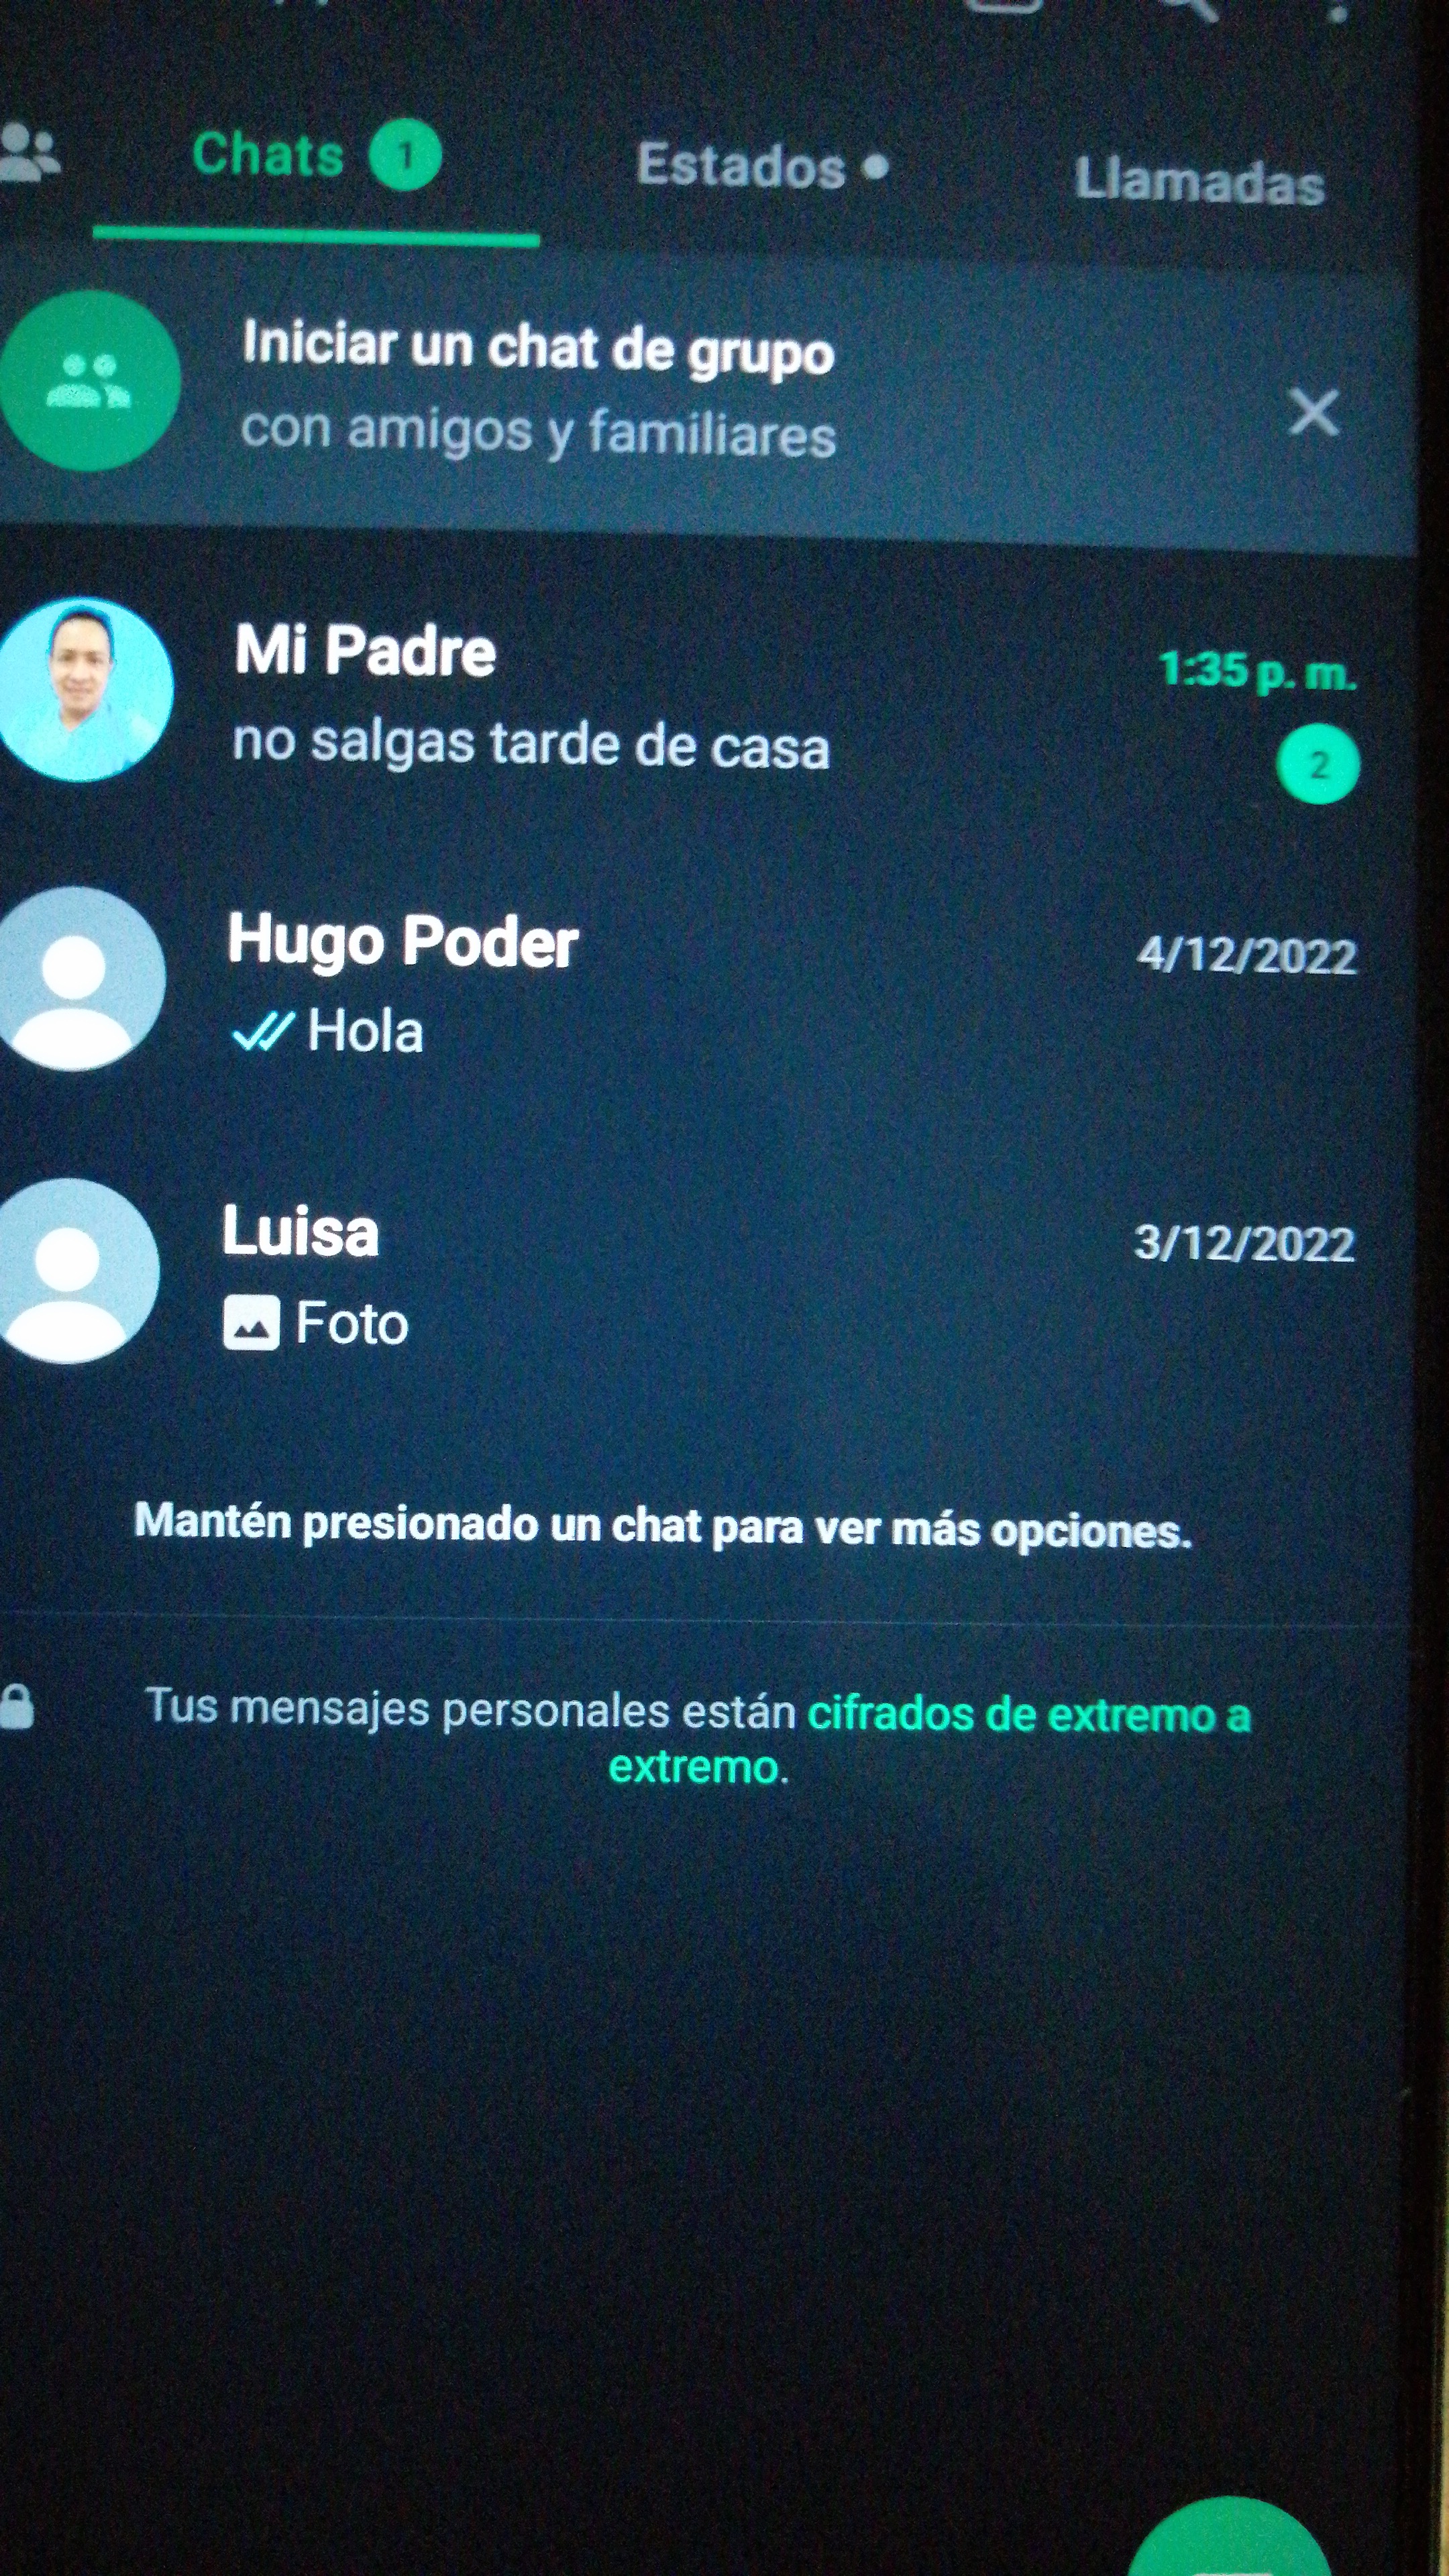 Chats 1
Estados
Llamadas
Iniciar un chat de grupo
con amigos y familiares
Mi Padre
1:35 p. m.
no salgas tarde de casa
2
Hugo Poder
4/12/2022
Hola
Luisa
3/12/2022
Foto
Mantén presionado un chat para ver más opciones.
Tus mensajes personales están cifrados de extremo a
extremo.